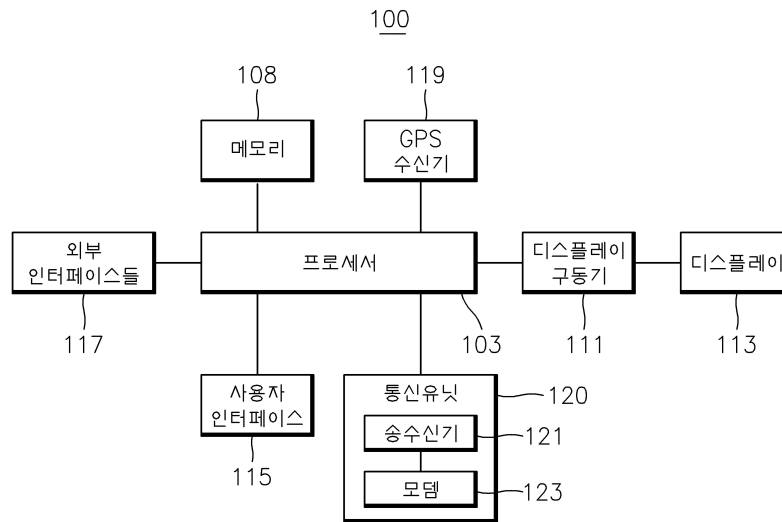 100
108
119
메모리
GPS
수신기
외부
인터페이스들
프로세서
디스플레이
구동기
디스플레이
117
103
111
113
사용자
인터페이스
115
통신유닛
120
송수신기
121
모뎀
123